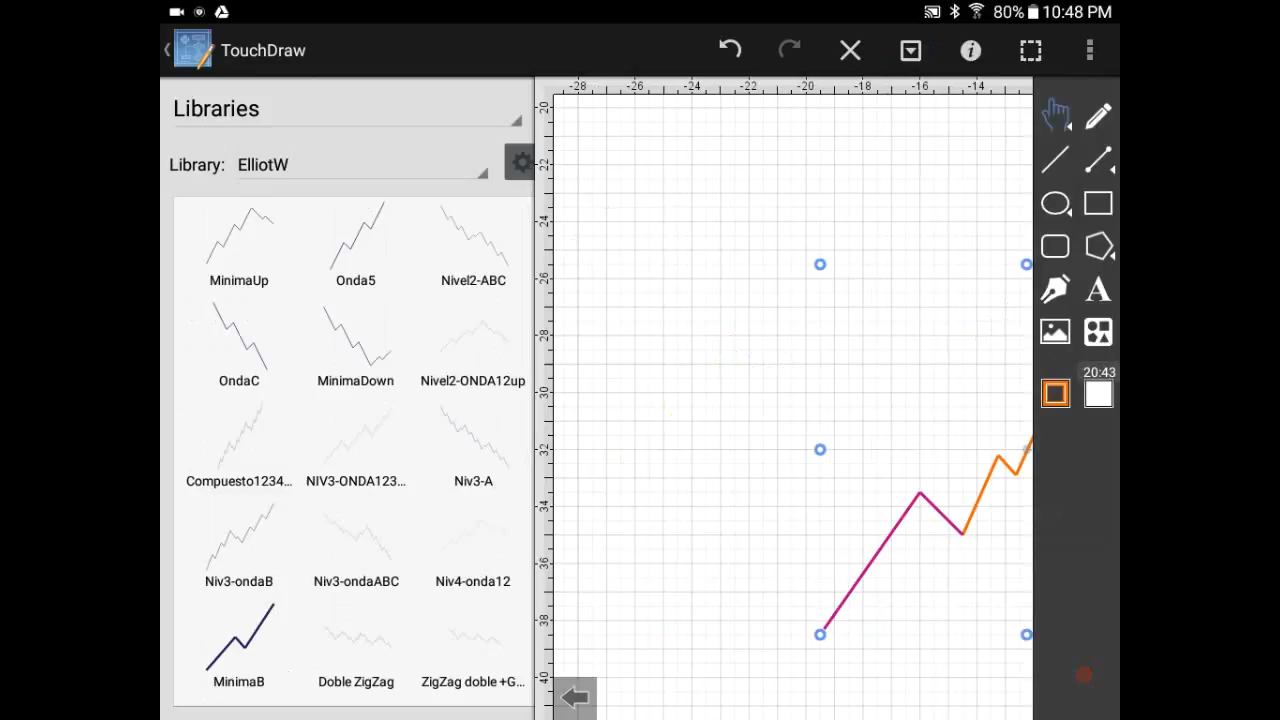 80% 10:48 PM
TouchDraw
Libraries
Library: ElliotW
MinimaUp Onda5 Nivel2-ABC
OndaC MinimaDown Nivel2-ONDA12up
Compuesto1234... NIV3-ONDA123... Niv3-A
Niv3-ondaB Niv3-ondaABC Niv4-onda12
MinimaB Doble ZigZag ZigZag doble +G...
-28 -26 -24 -22 -20 -18 -16 -14
20
22
24
26
28
30
32
34
36
38
40
A
20:43